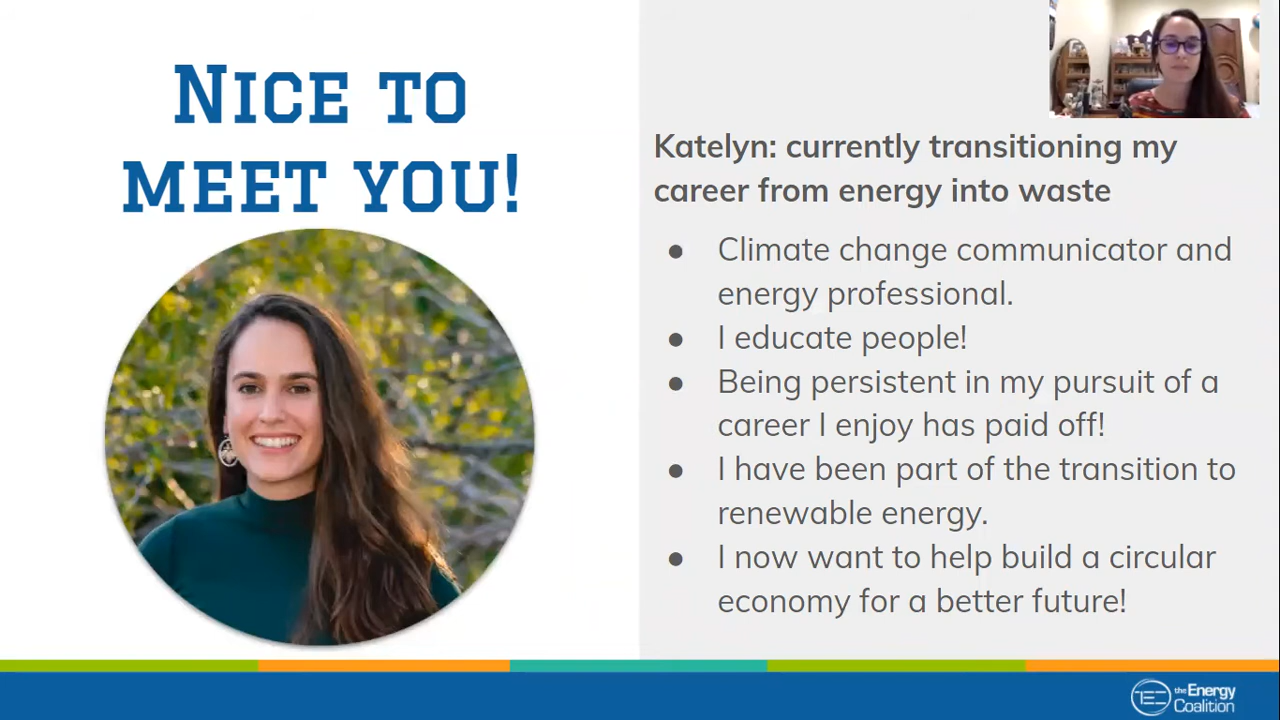 NICE TO
MEET YOU!
Katelyn: currently transitioning my
career from energy into waste
● Climate change communicator and
energy professional.
● I educate people!
● Being persistent in my pursuit of a
career I enjoy has paid off!
● I have been part of the transition to
renewable energy.
● I now want to help build a circular
economy for a better future!
TEC
the Energy
Coalition